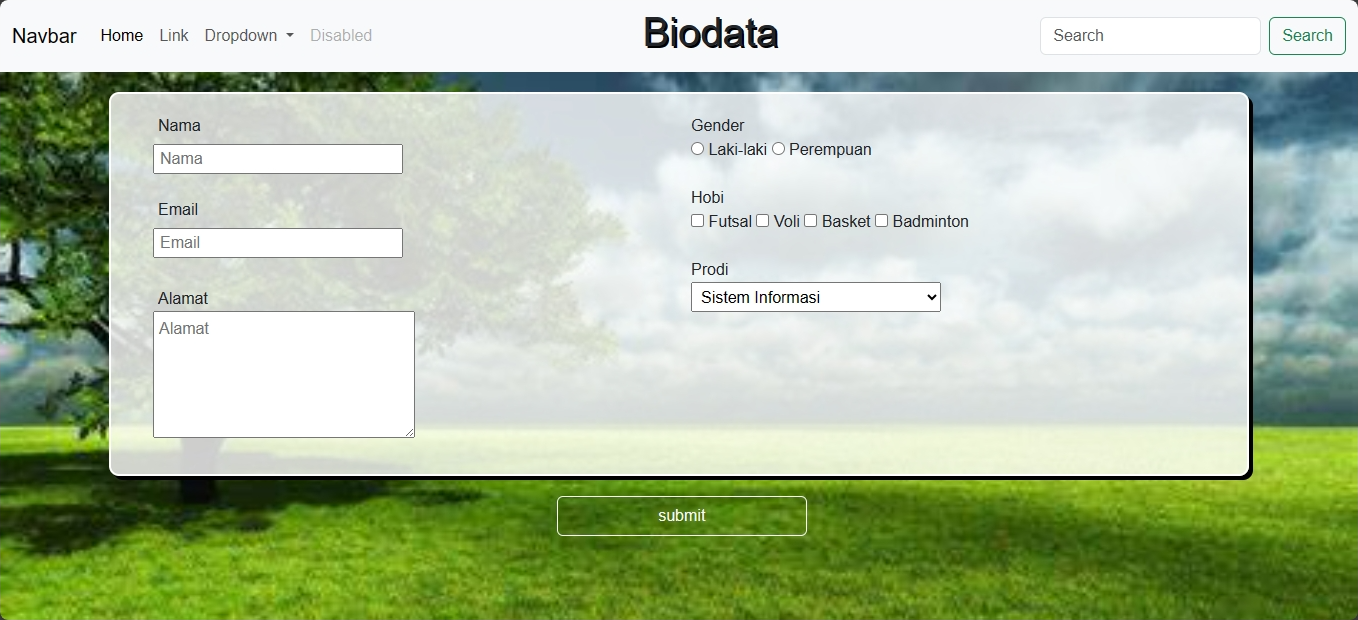 Navbar Home Link Dropdown Disabled Biodata Search Search
Nama
Nama
Email
Email
Alamat
Alamat
Gender
Laki-laki Perempuan
Hobi
Futsal Voli Basket Badminton
Prodi
Sistem Informasi
submit